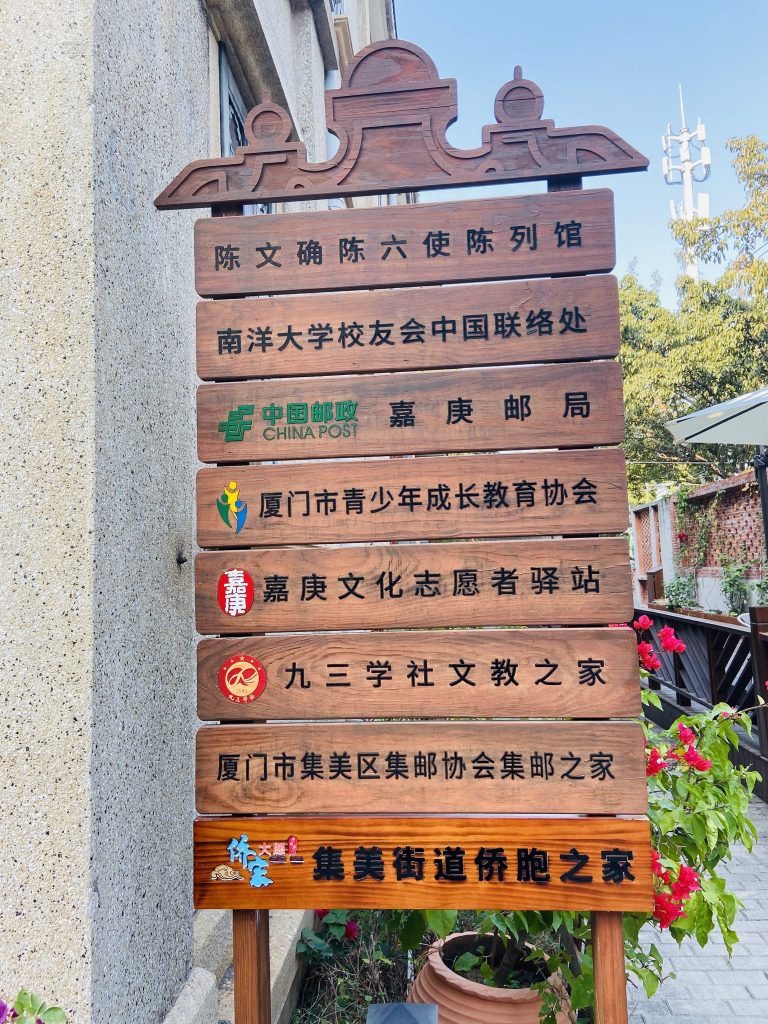 陈文确陈六使陈列馆
南洋大学校友会中国联络处
中国邮政 嘉庚邮局
CHINA POST
厦门市青少年成长教育协会
嘉庚 嘉庚文化志愿者驿站
九三学社文教之家
厦门市集美区集邮协会集邮之家
侨家 大厝 集美街道侨胞之家